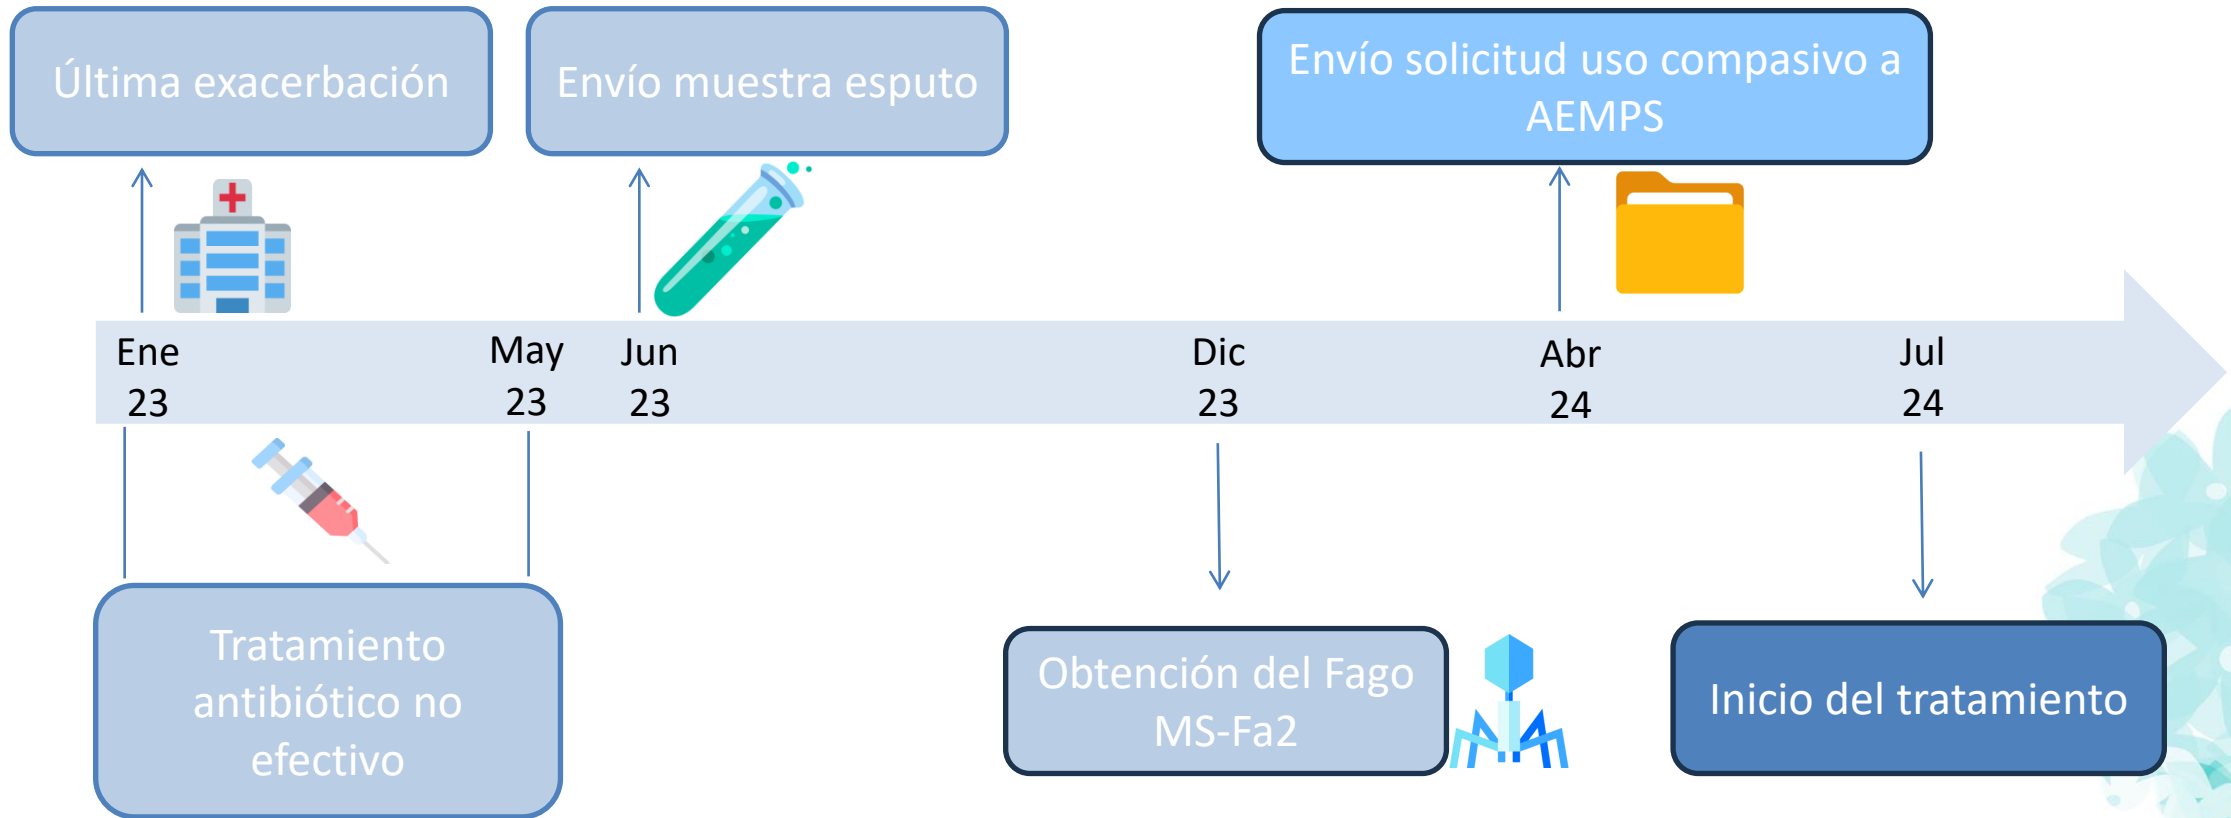 Última exacerbación
Envío muestra esputo
Envío solicitud uso compasivo a
AEMPS
Ene
23
May
23
Jun
23
Dic
23
Abr
24
Jul
24
Tratamiento
antibiótico no
efectivo
Obtención del Fago
MS-Fa2
Inicio del tratamiento